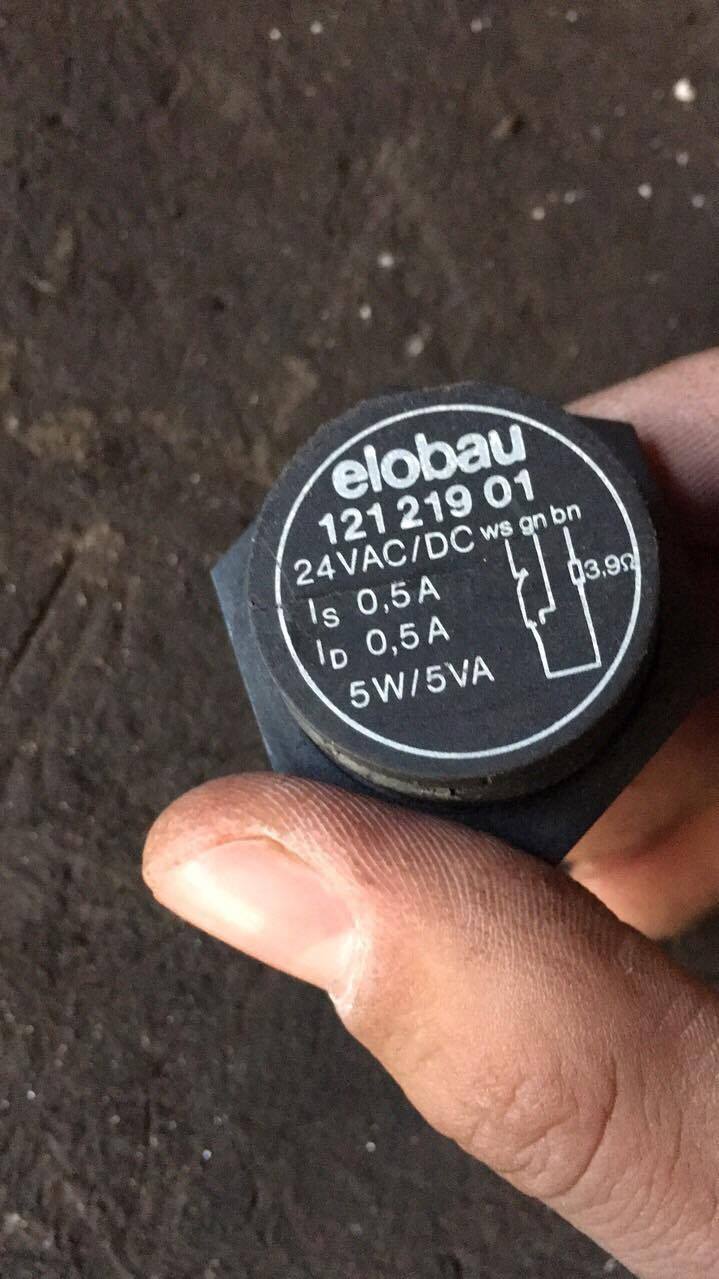 elobau
121 219 01
24VAC/DC ws gn bn
IS 0,5A 3,9Ω
ID 0,5A
5W/5VA